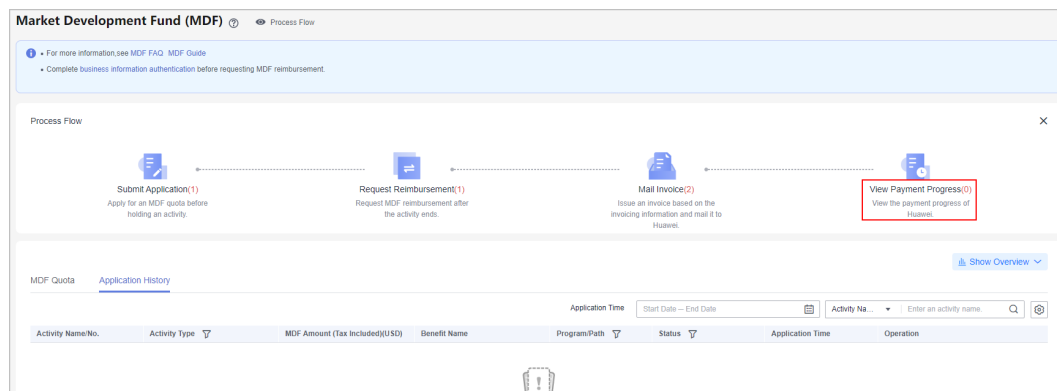 Market Development Fund (MDF) ? Process Flow
• For more information,see MDF FAQ MDF Guide
• Complete business information authentication before requesting MDF reimbursement.
Process Flow
Submit Application(1)
Apply for an MDF quota before
holding an activity.
Request Reimbursement(1)
Request MDF reimbursement after
the activity ends.
Mail Invoice(2)
Issue an invoice based on the
invoicing information and mail it to
Huawei.
View Payment Progress(0)
View the payment progress of
Huawei.
Show Overview
MDF Quota Application History
Application Time Start Date -- End Date Activity Na... Enter an activity name.
Activity Name/No. Activity Type MDF Amount (Tax Included)(USD) Benefit Name Program/Path Status Application Time Operation